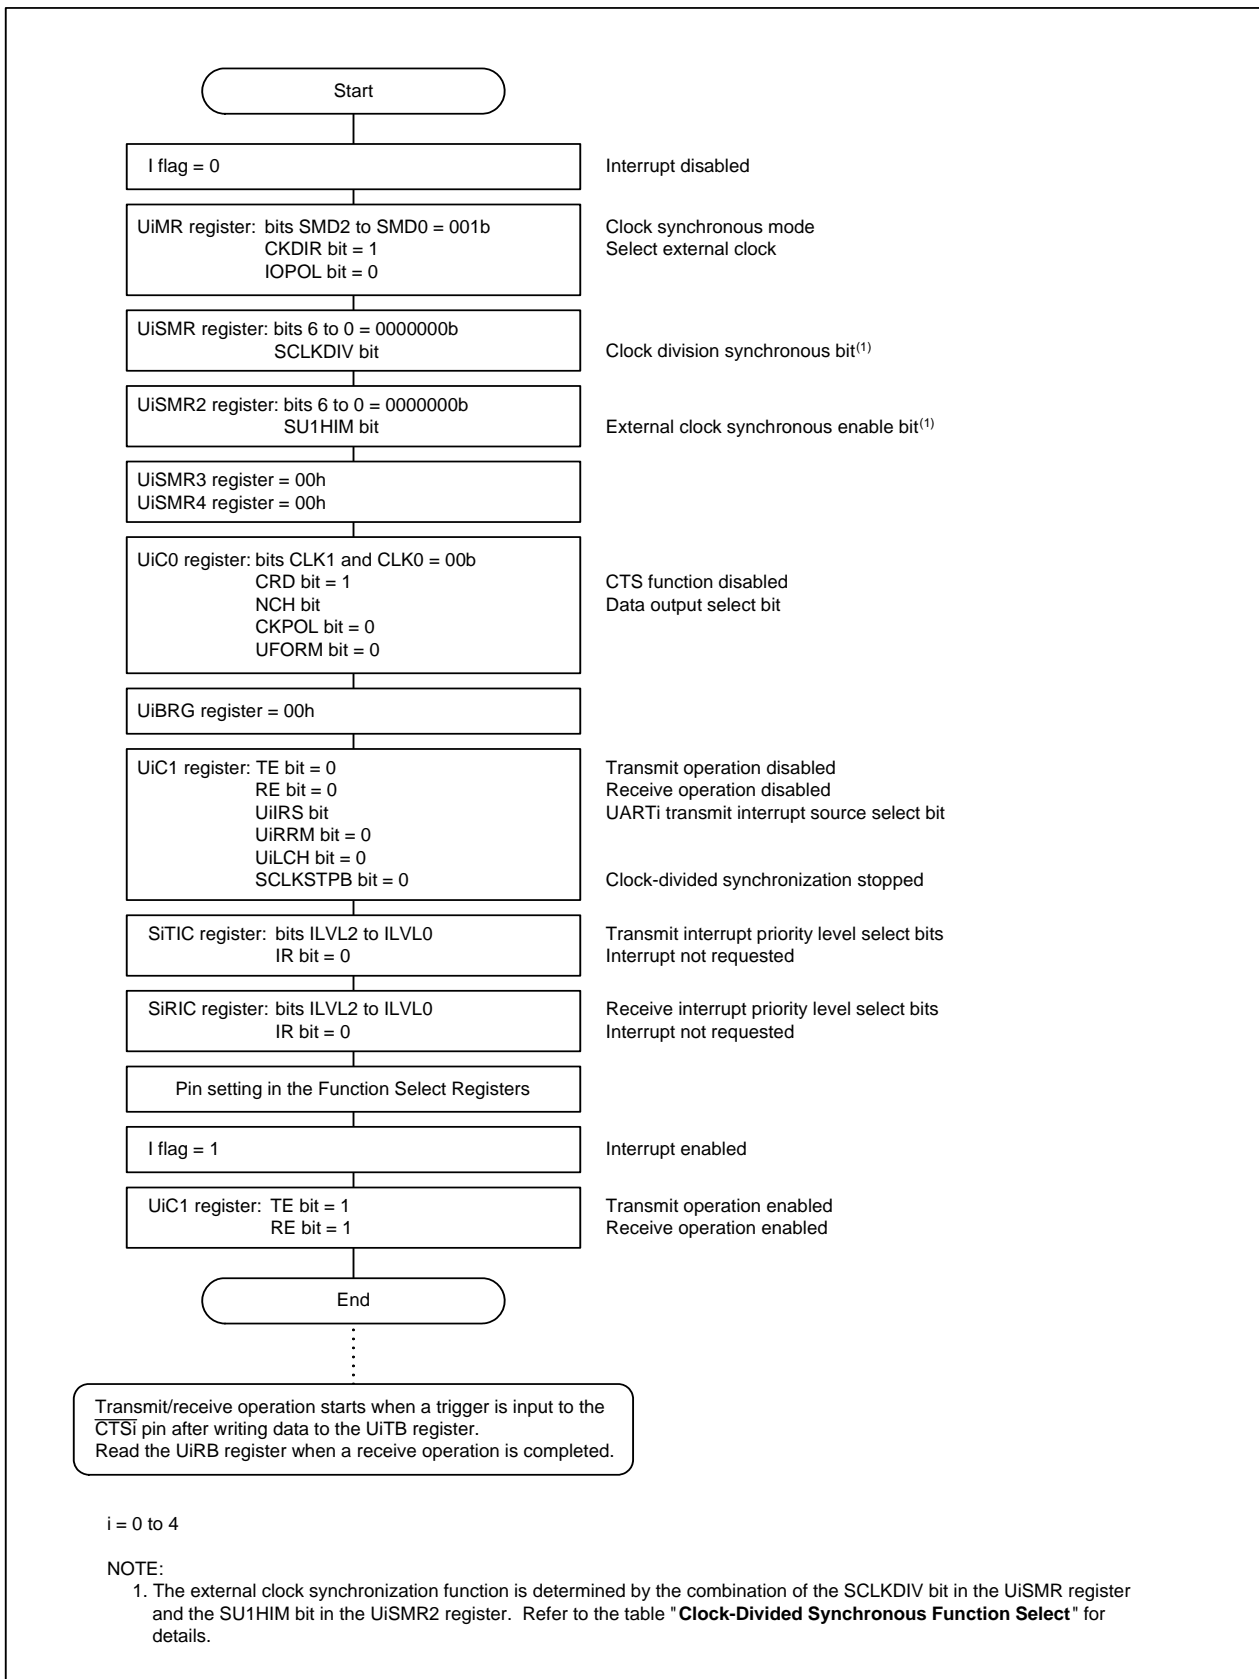 Start
I flag = 0 Interrupt disabled
UiMR register: bits SMD2 to SMD0 = 001b Clock synchronous mode
CKDIR bit = 1 Select external clock
IOPOL bit = 0
UiSMR register: bits 6 to 0 = 0000000b
SCLKDIV bit Clock division synchronous bit(1)
UiSMR2 register: bits 6 to 0 = 0000000b
SU1HIM bit External clock synchronous enable bit(1)
UiSMR3 register = 00h
UiSMR4 register = 00h
UiC0 register: bits CLK1 and CLK0 = 00b
CRD bit = 1 CTS function disabled
NCH bit Data output select bit
CKPOL bit = 0
UFORM bit = 0
UiBRG register = 00h
UiC1 register: TE bit = 0 Transmit operation disabled
RE bit = 0 Receive operation disabled
UiIRS bit UARTi transmit interrupt source select bit
UiRRM bit = 0
UiLCH bit = 0
SCLKSTPB bit = 0 Clock-divided synchronization stopped
SiTIC register: bits ILVL2 to ILVL0 Transmit interrupt priority level select bits
IR bit = 0 Interrupt not requested
SiRIC register: bits ILVL2 to ILVL0 Receive interrupt priority level select bits
IR bit = 0 Interrupt not requested
Pin setting in the Function Select Registers
I flag = 1 Interrupt enabled
UiC1 register: TE bit = 1 Transmit operation enabled
RE bit = 1 Receive operation enabled
End
Transmit/receive operation starts when a trigger is input to the
CTSi pin after writing data to the UiTB register.
Read the UiRB register when a receive operation is completed.
i = 0 to 4
NOTE:
1. The external clock synchronization function is determined by the combination of the SCLKDIV bit in the UiSMR register
and the SU1HIM bit in the UiSMR2 register. Refer to the table "Clock-Divided Synchronous Function Select" for
details.